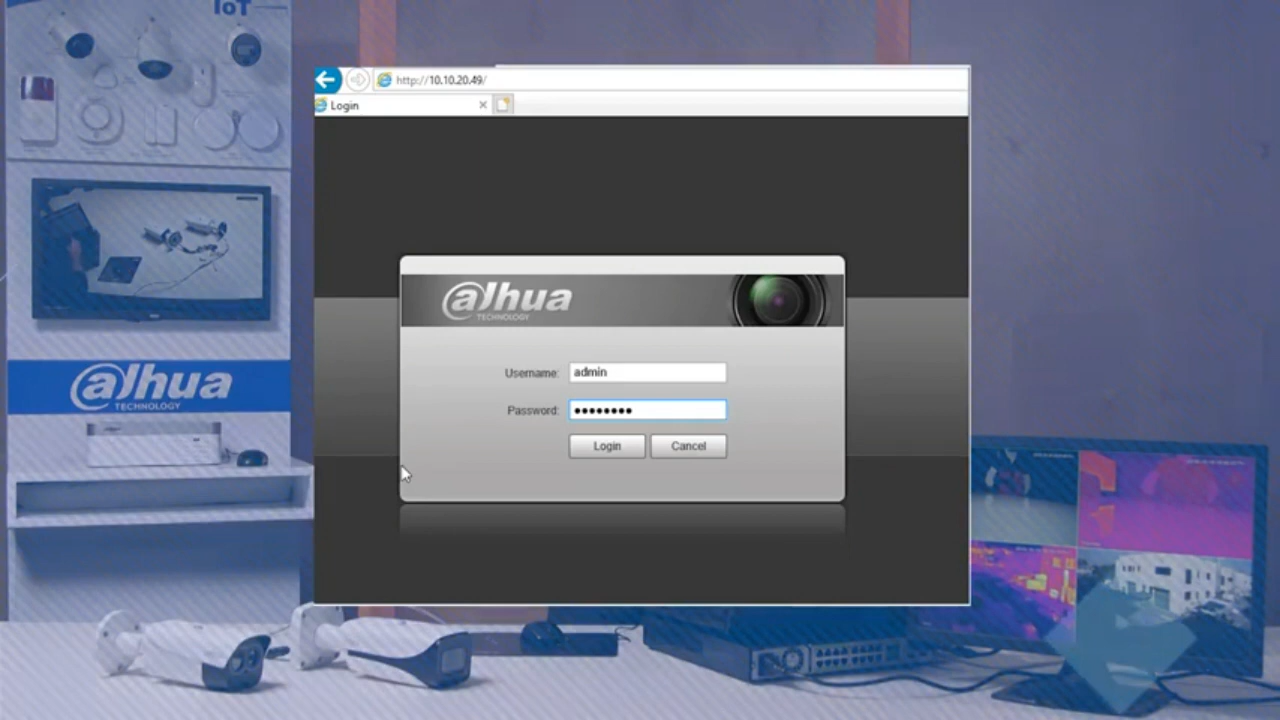 IoT
http://10.10.20.49/
Login
alhua
TECHNOLOGY
Username: admin
Password: ••••••••
Login Cancel
alhua
TECHNOLOGY